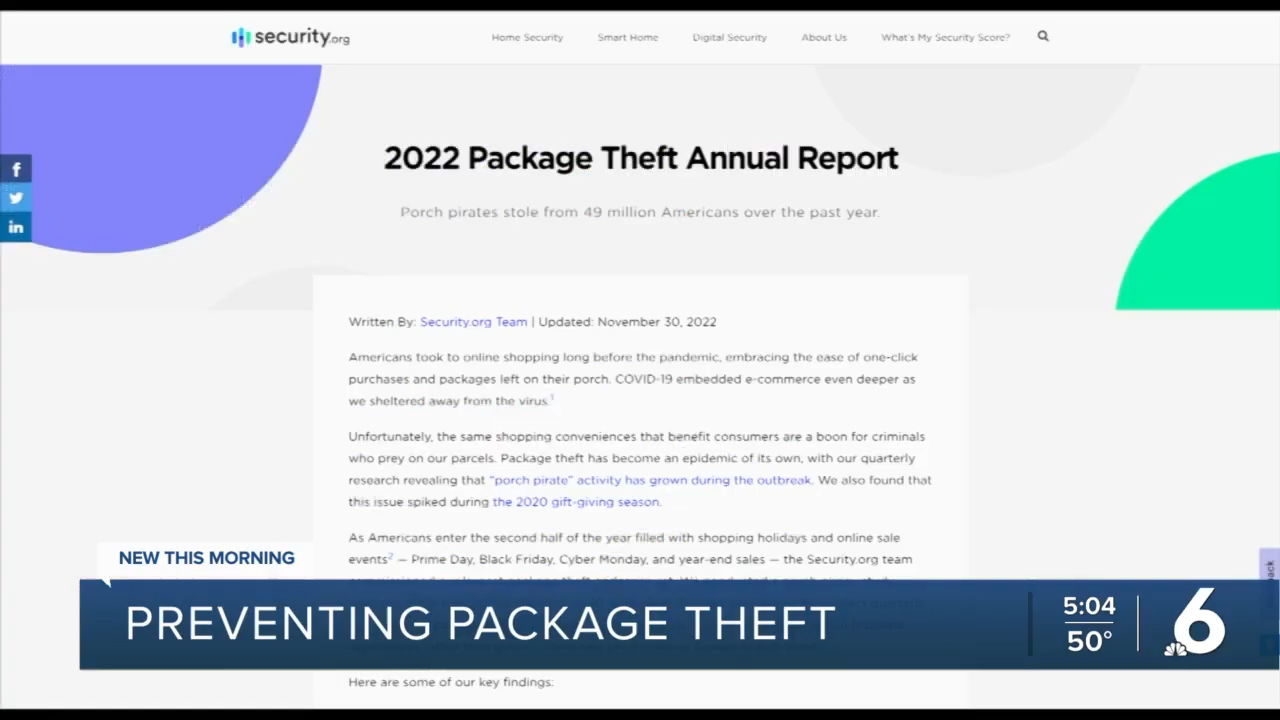 security.org
Home Security
Smart Home
Digital Security
About Us
What's My Security Score?
2022 Package Theft Annual Report
Porch pirates stole from 49 million Americans over the past year.
Written By: Security.org Team | Updated: November 30, 2022
Americans took to online shopping long before the pandemic, embracing the ease of one-click
purchases and packages left on their porch. COVID-19 embedded e-commerce even deeper as
we sheltered away from the virus.1
Unfortunately, the same shopping conveniences that benefit consumers are a boon for criminals
who prey on our parcels. Package theft has become an epidemic of its own, with our quarterly
research revealing that "porch pirate" activity has grown during the outbreak. We also found that
this issue spiked during the 2020 gift-giving season.
As Americans enter the second half of the year filled with shopping holidays and online sale
events2 — Prime Day, Black Friday, Cyber Monday, and year-end sales — the Security.org team
NEW THIS MORNING
PREVENTING PACKAGE THEFT
5:04
50°
6
Here are some of our key findings: